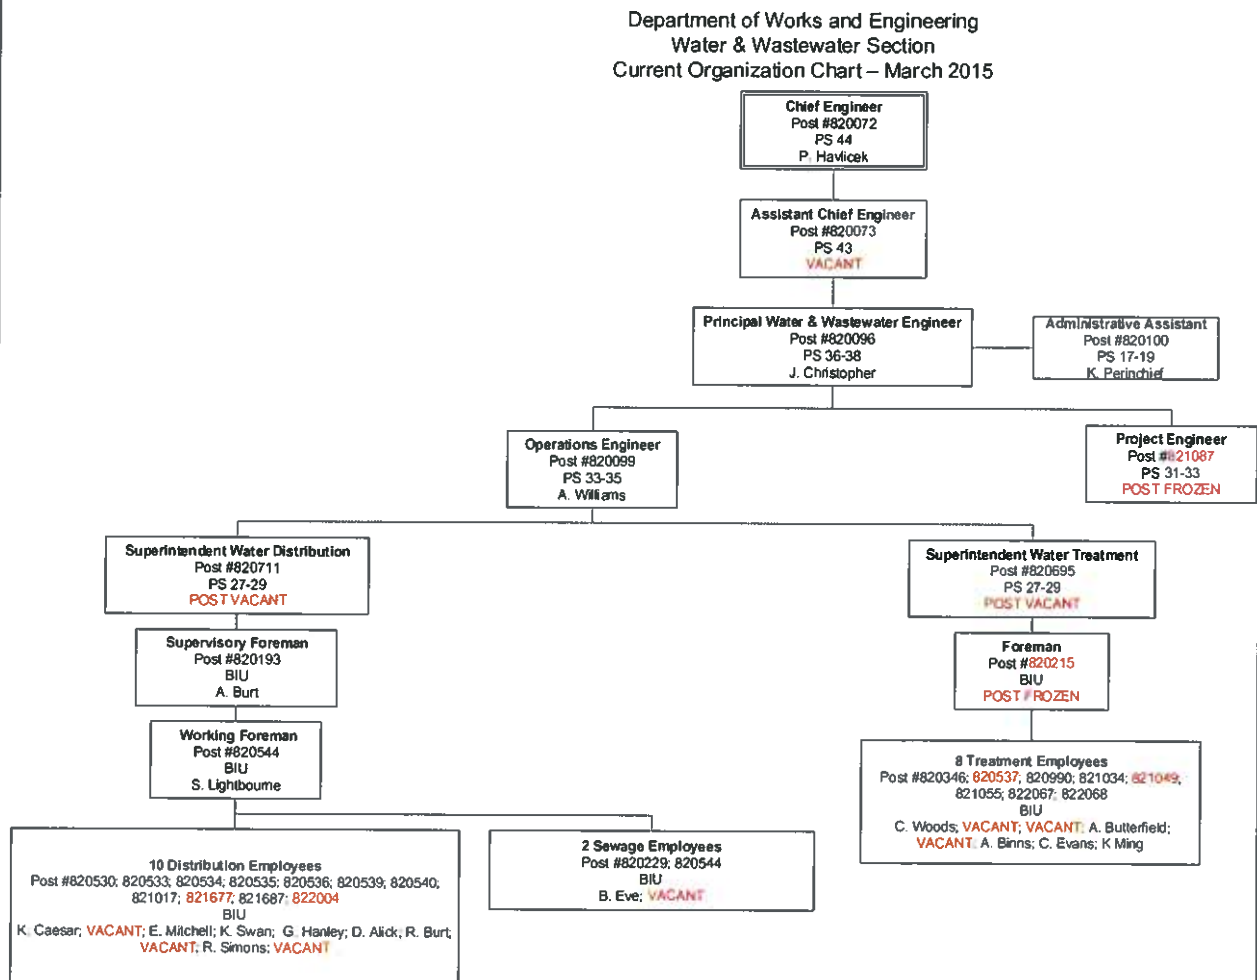 Department of Works and Engineering
Water & Wastewater Section
Current Organization Chart – March 2015
Chief Engineer
Post #820072
PS 44
P. Havlicek
Assistant Chief Engineer
Post #820073
PS 43
VACANT
Principal Water & Wastewater Engineer
Post #820096
PS 36-38
J. Christopher
Administrative Assistant
Post #820100
PS 17-19
K. Perinchief
Operations Engineer
Post #820099
PS 33-35
A. Williams
Project Engineer
Post #821087
PS 31-33
POST FROZEN
Superintendent Water Distribution
Post #820711
PS 27-29
POST VACANT
Superintendent Water Treatment
Post #820695
PS 27-29
POST VACANT
Supervisory Foreman
Post #820193
BIU
A. Burt
Foreman
Post #820215
BIU
POST FROZEN
Working Foreman
Post #820544
BIU
S. Lightbourne
8 Treatment Employees
Post #820346; 820537; 820990; 821034; 821049;
821055; 822067; 822068
BIU
C. Woods; VACANT; VACANT; A. Butterfield;
VACANT; A. Binns; C. Evans; K Ming
10 Distribution Employees
Post #820530; 820533; 820534; 820535; 820536; 820539; 820540;
821017; 821677; 821687; 822004
BIU
K. Caesar; VACANT; E. Mitchell; K. Swan; G. Hanley; D. Alick; R. Burt;
VACANT; R. Simons; VACANT
2 Sewage Employees
Post #820229; 820544
BIU
B. Eve; VACANT